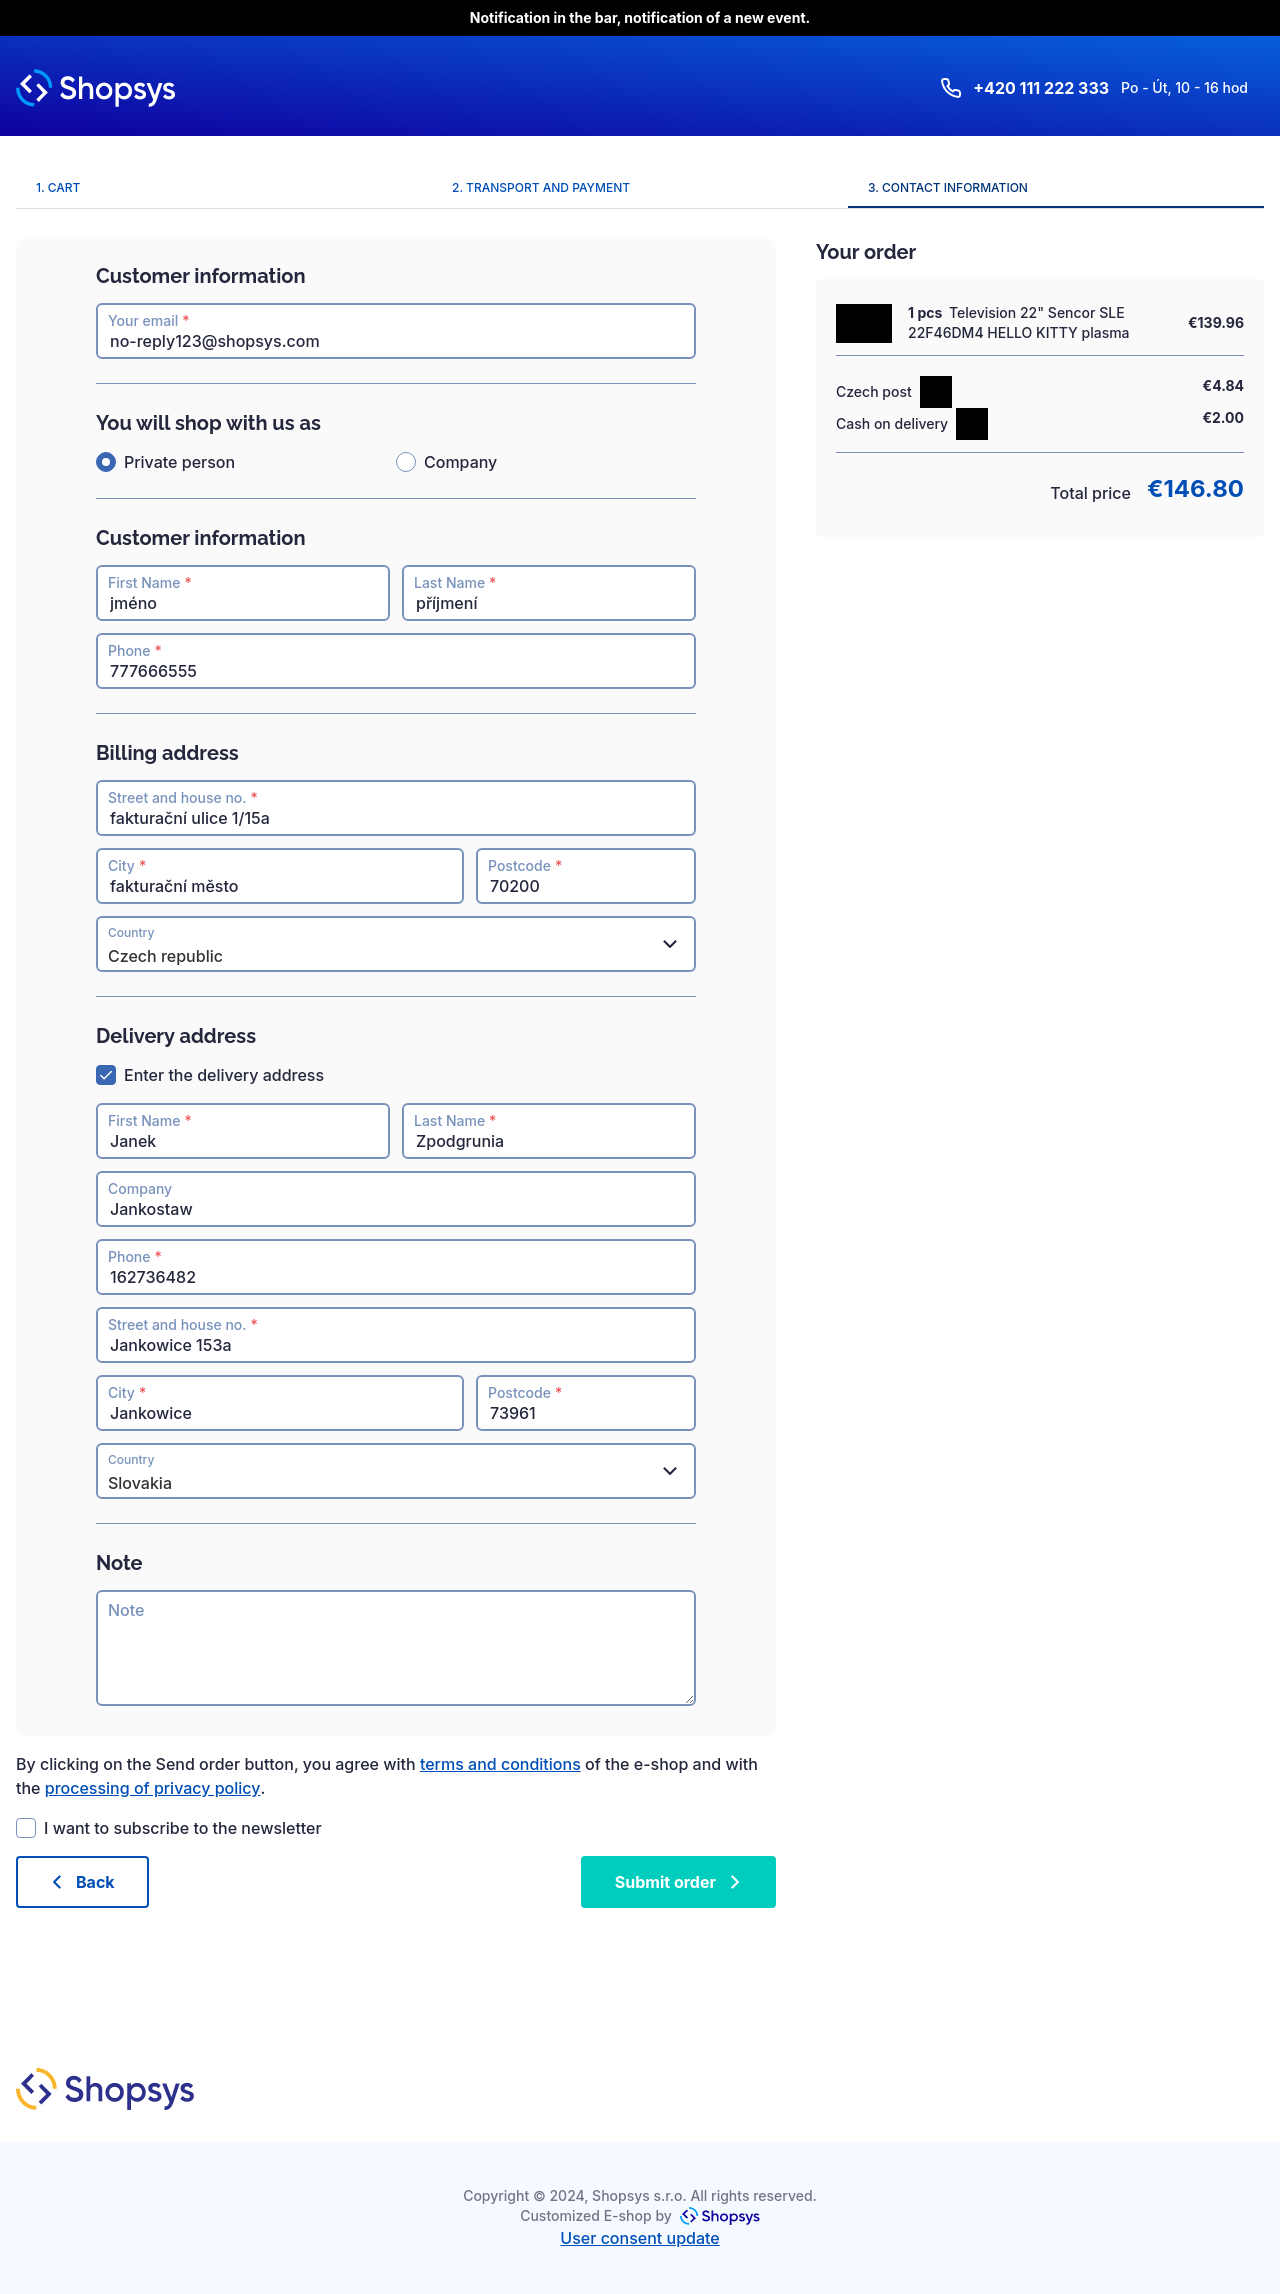 Notification in the bar, notification of a new event.
Shopsys
+420 111 222 333 Po - Út, 10 - 16 hod
1. CART
2. TRANSPORT AND PAYMENT
3. CONTACT INFORMATION
Customer information
Your email *
no-reply123@shopsys.com
You will shop with us as
Private person
Company
Customer information
First Name *
jméno
Last Name *
příjmení
Phone *
777666555
Billing address
Street and house no. *
fakturační ulice 1/15a
City *
fakturační město
Postcode *
70200
Country
Czech republic
Delivery address
Enter the delivery address
First Name *
Janek
Last Name *
Zpodgrunia
Company
Jankostaw
Phone *
162736482
Street and house no. *
Jankowice 153a
City *
Jankowice
Postcode *
73961
Country
Slovakia
Note
Note
By clicking on the Send order button, you agree with terms and conditions of the e-shop and with
the processing of privacy policy.
I want to subscribe to the newsletter
Back
Submit order
Your order
1 pcs Television 22" Sencor SLE
22F46DM4 HELLO KITTY plasma
€139.96
Czech post
€4.84
Cash on delivery
€2.00
Total price €146.80
Shopsys
Copyright © 2024, Shopsys s.r.o. All rights reserved.
Customized E-shop by Shopsys
User consent update